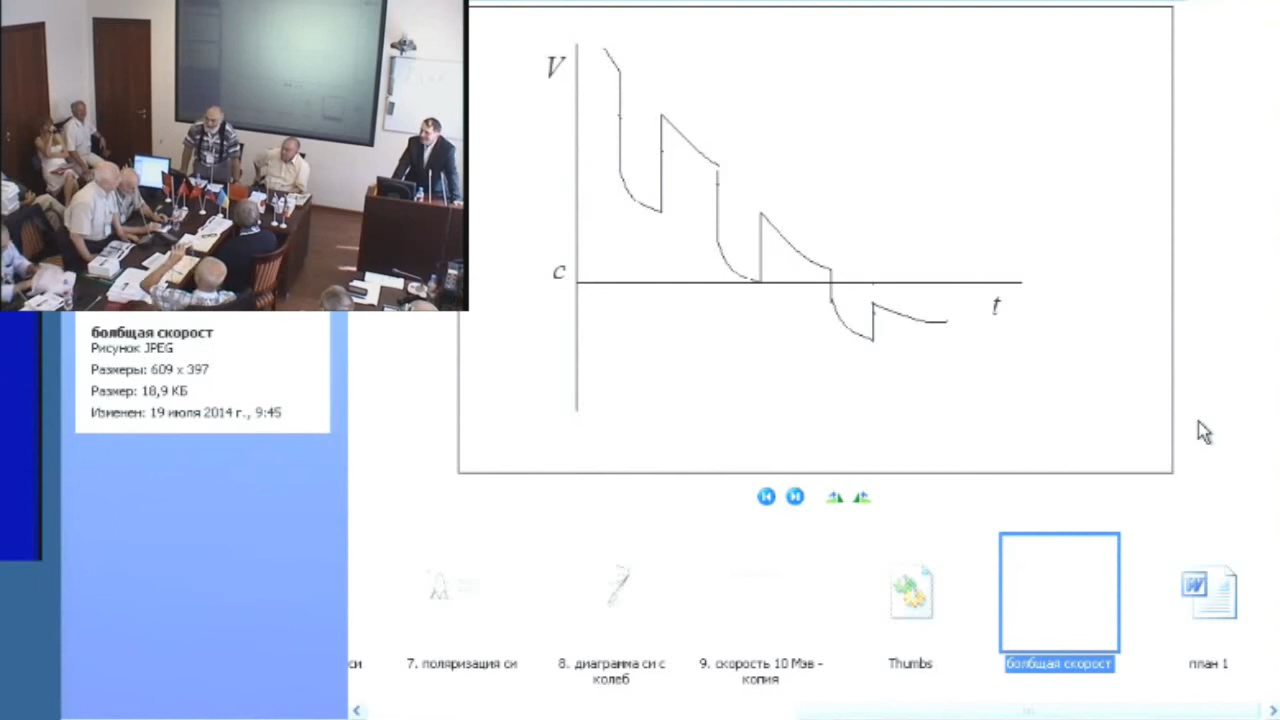 V
c
t
болбщая скорост
Рисунок JPEG
Размеры: 609 x 397
Размер: 18,9 КБ
Изменен: 19 июля 2014 г., 9:45
си
7. поляризация си
8. диаграмма си с
колеб
9. скорость 10 Мэв -
копия
Thumbs
болбщая скорост
план 1